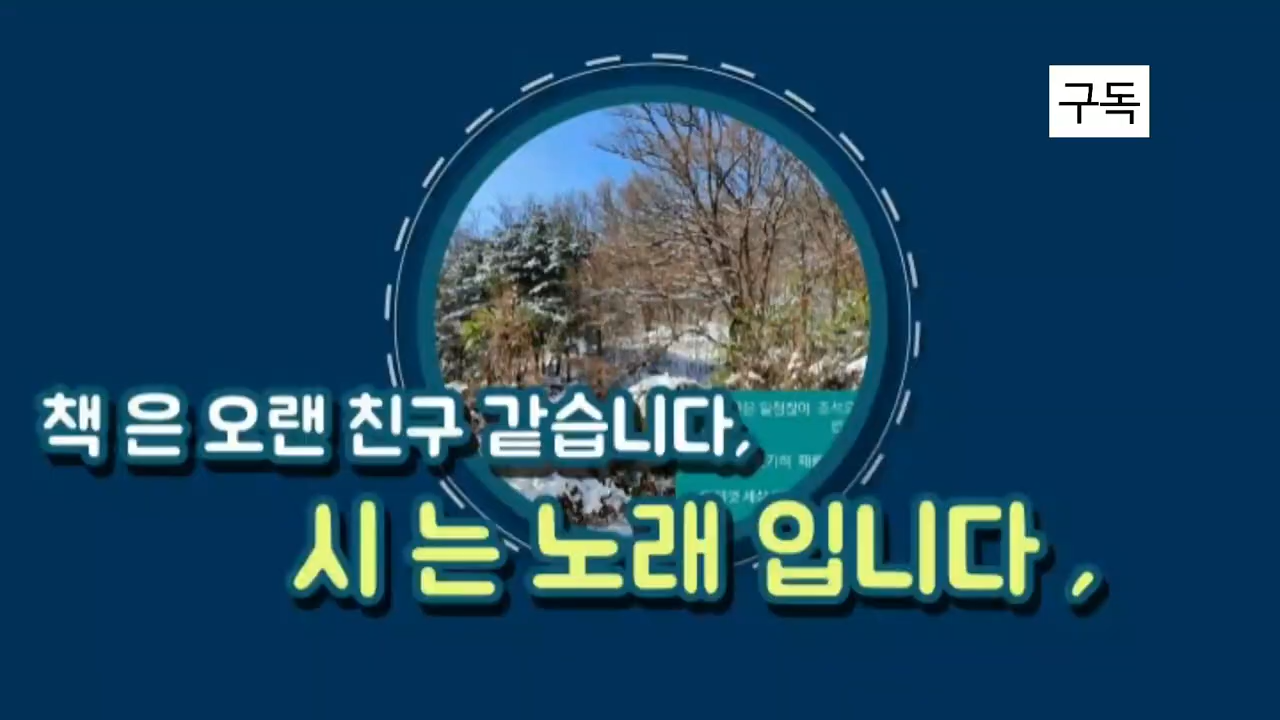 구독
책 은 오랜 친구 같습니다,
시 는 노래 입니다 ,